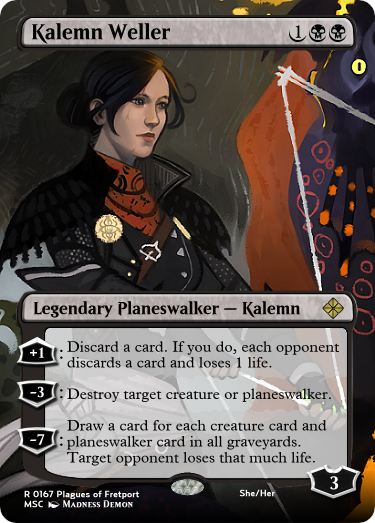 Kalemn Weller 1
Legendary Planeswalker — Kalemn
+1: Discard a card. If you do, each opponent
discards a card and loses 1 life.
-3: Destroy target creature or planeswalker.
-7: Draw a card for each creature card and
planeswalker card in all graveyards.
Target opponent loses that much life.
3
R 0167 Plagues of Fretport
She/Her
MSC Madness Demon